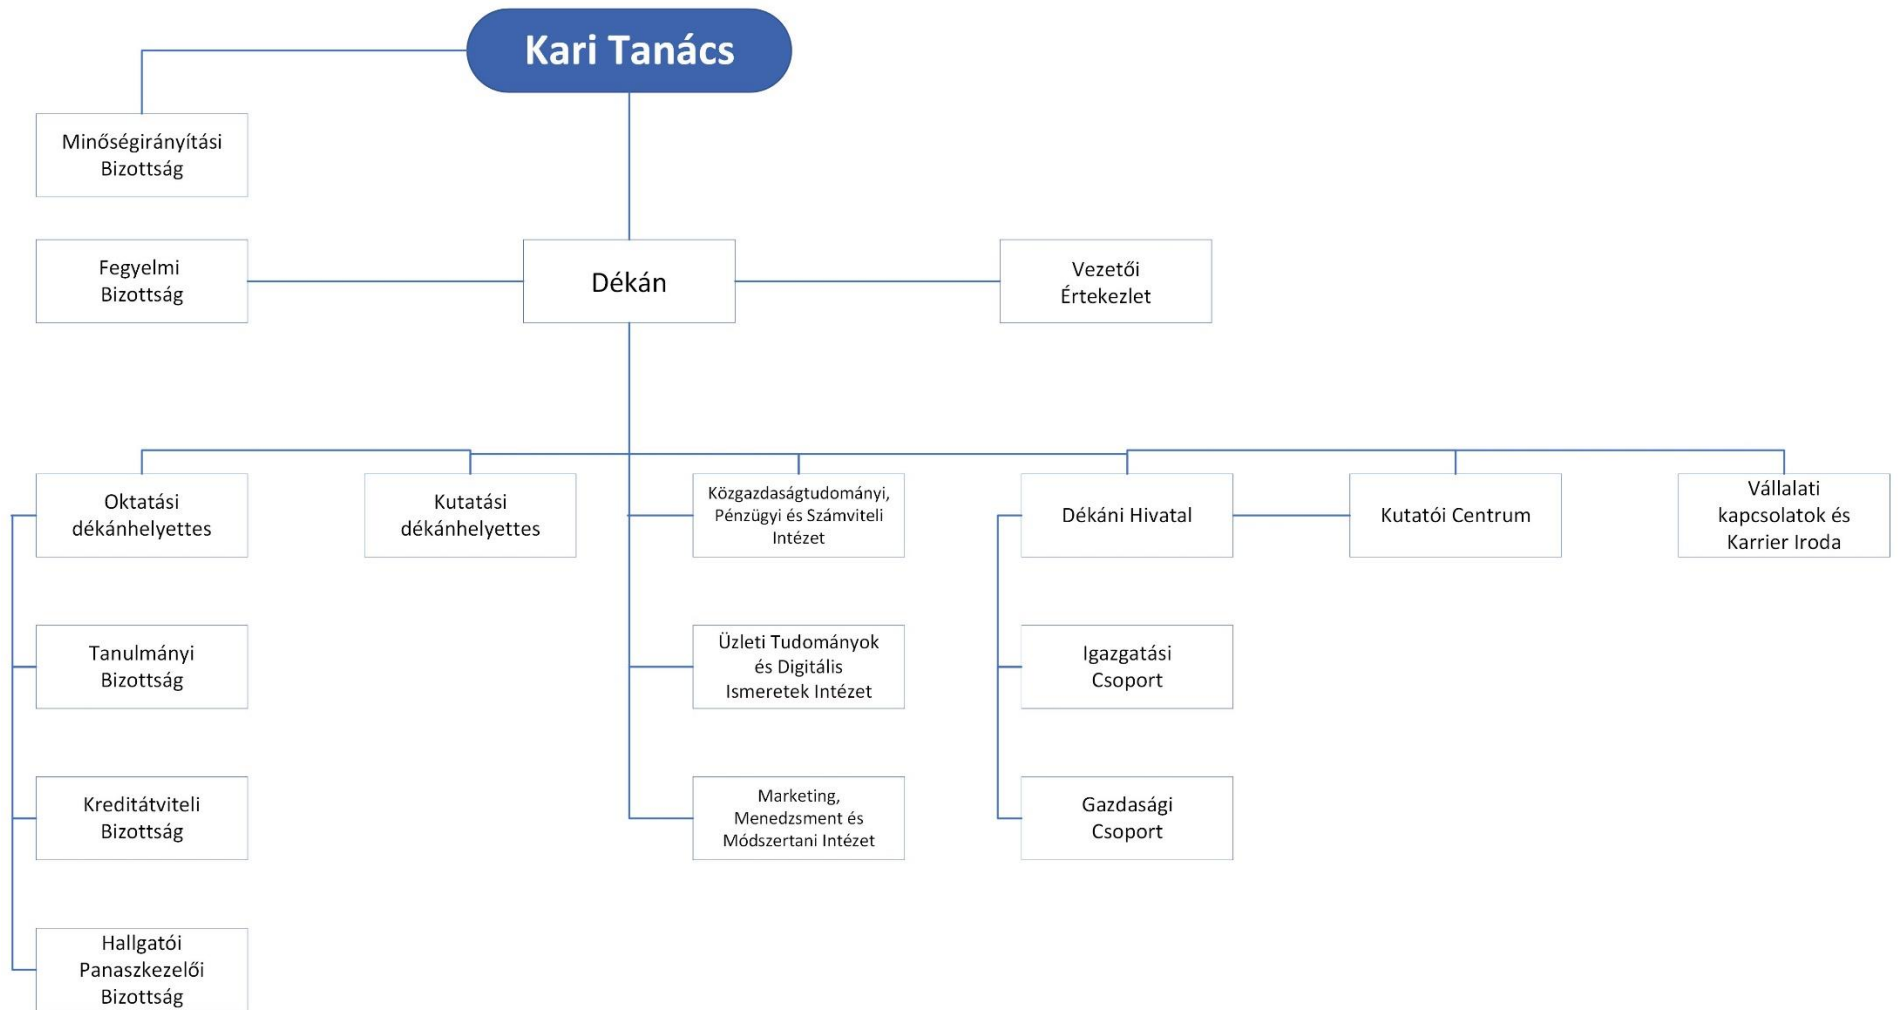 Kari Tanács
Minőségirányítási
Bizottság
Fegyelmi
Bizottság
Dékán
Vezetői
Értekezlet
Oktatási
dékánhelyettes
Kutatási
dékánhelyettes
Közgazdaságtudományi,
Pénzügyi és Számviteli
Intézet
Dékáni Hivatal
Kutatói Centrum
Vállalati
kapcsolatok és
Karrier Iroda
Tanulmányi
Bizottság
Üzleti Tudományok
és Digitális
Ismeretek Intézet
Igazgatási
Csoport
Kreditátviteli
Bizottság
Marketing,
Menedzsment és
Módszertani Intézet
Gazdasági
Csoport
Hallgatói
Panaszkezelői
Bizottság